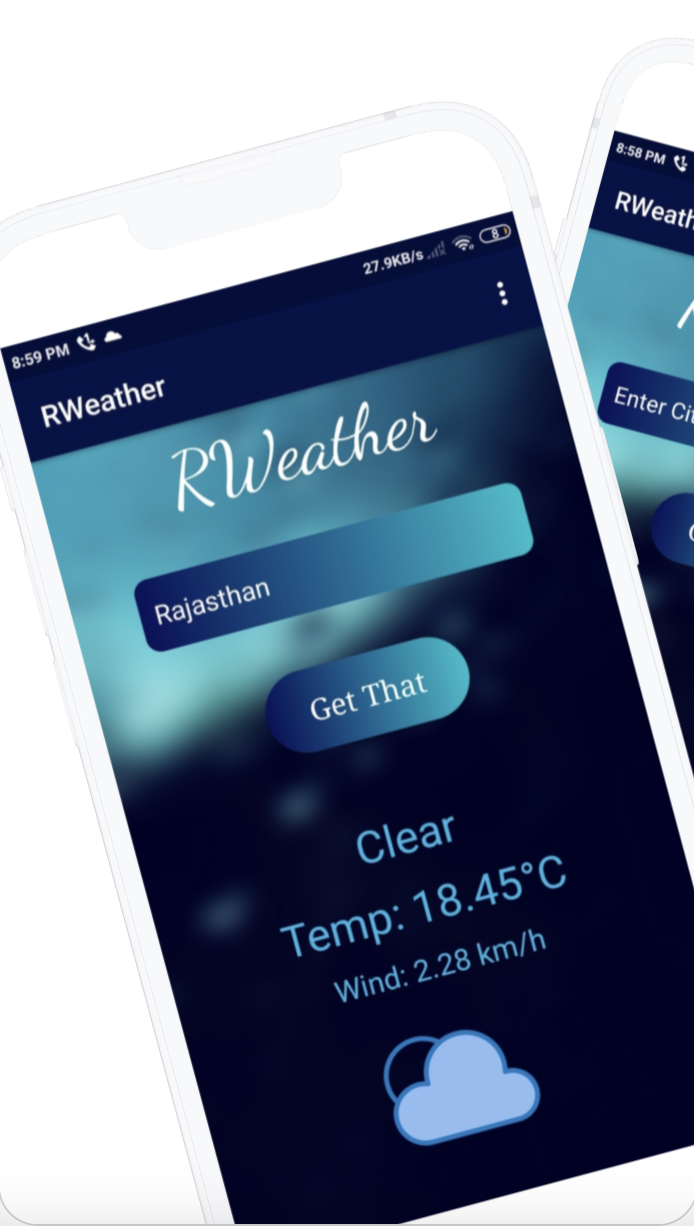 8:59 PM
27.9KB/s
8
RWeather
RWeather
Rajasthan
Get That
Clear
Temp: 18.45°C
Wind: 2.28 km/h
8:58 PM
RWeath
Enter Cit